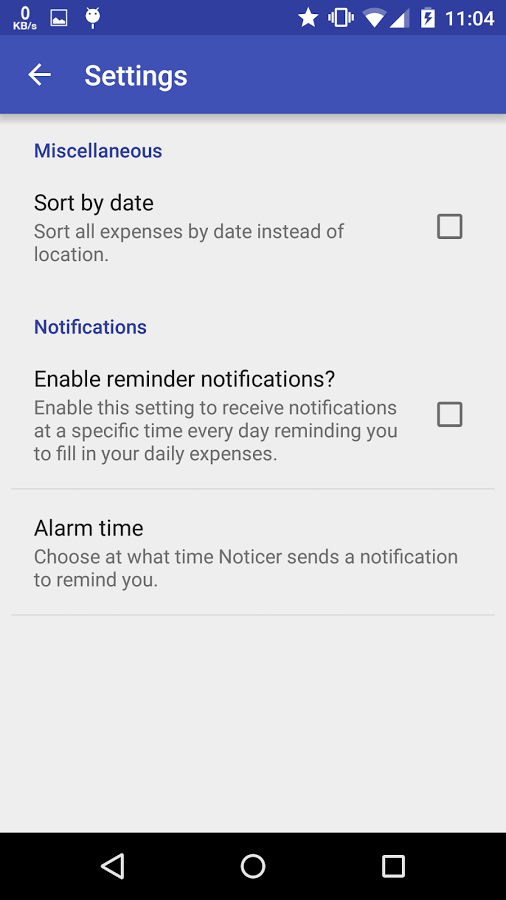 0
KB/s
11:04
Settings
Miscellaneous
Sort by date
Sort all expenses by date instead of
location.
Notifications
Enable reminder notifications?
Enable this setting to receive notifications
at a specific time every day reminding you
to fill in your daily expenses.
Alarm time
Choose at what time Noticer sends a notification
to remind you.